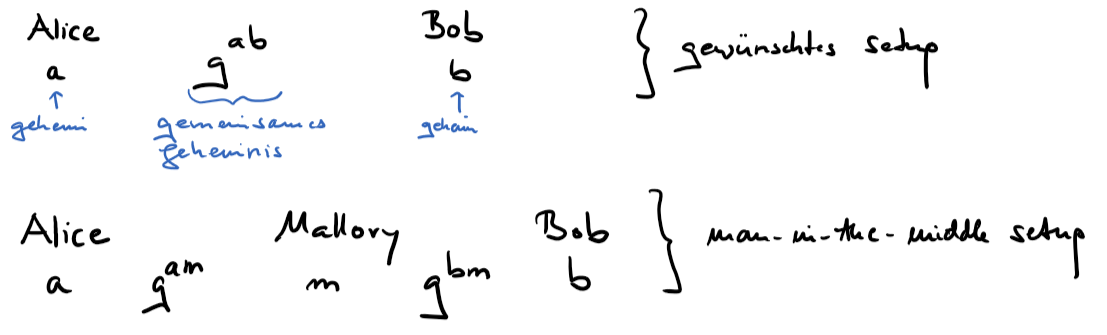 Alice g^ab Bob } gewünschtes setup
a b
↑ ↑
geheim gemeinsames geheim
geheimnis
Alice Mallory Bob } man-in-the-middle setup
a g^am m g^bm b